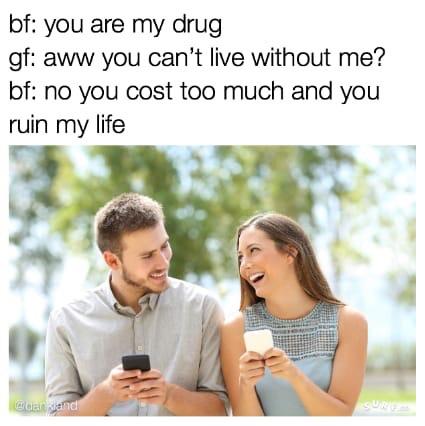 bf: you are my drug
gf: aww you can't live without me?
bf: no you cost too much and you
ruin my life
@dankland